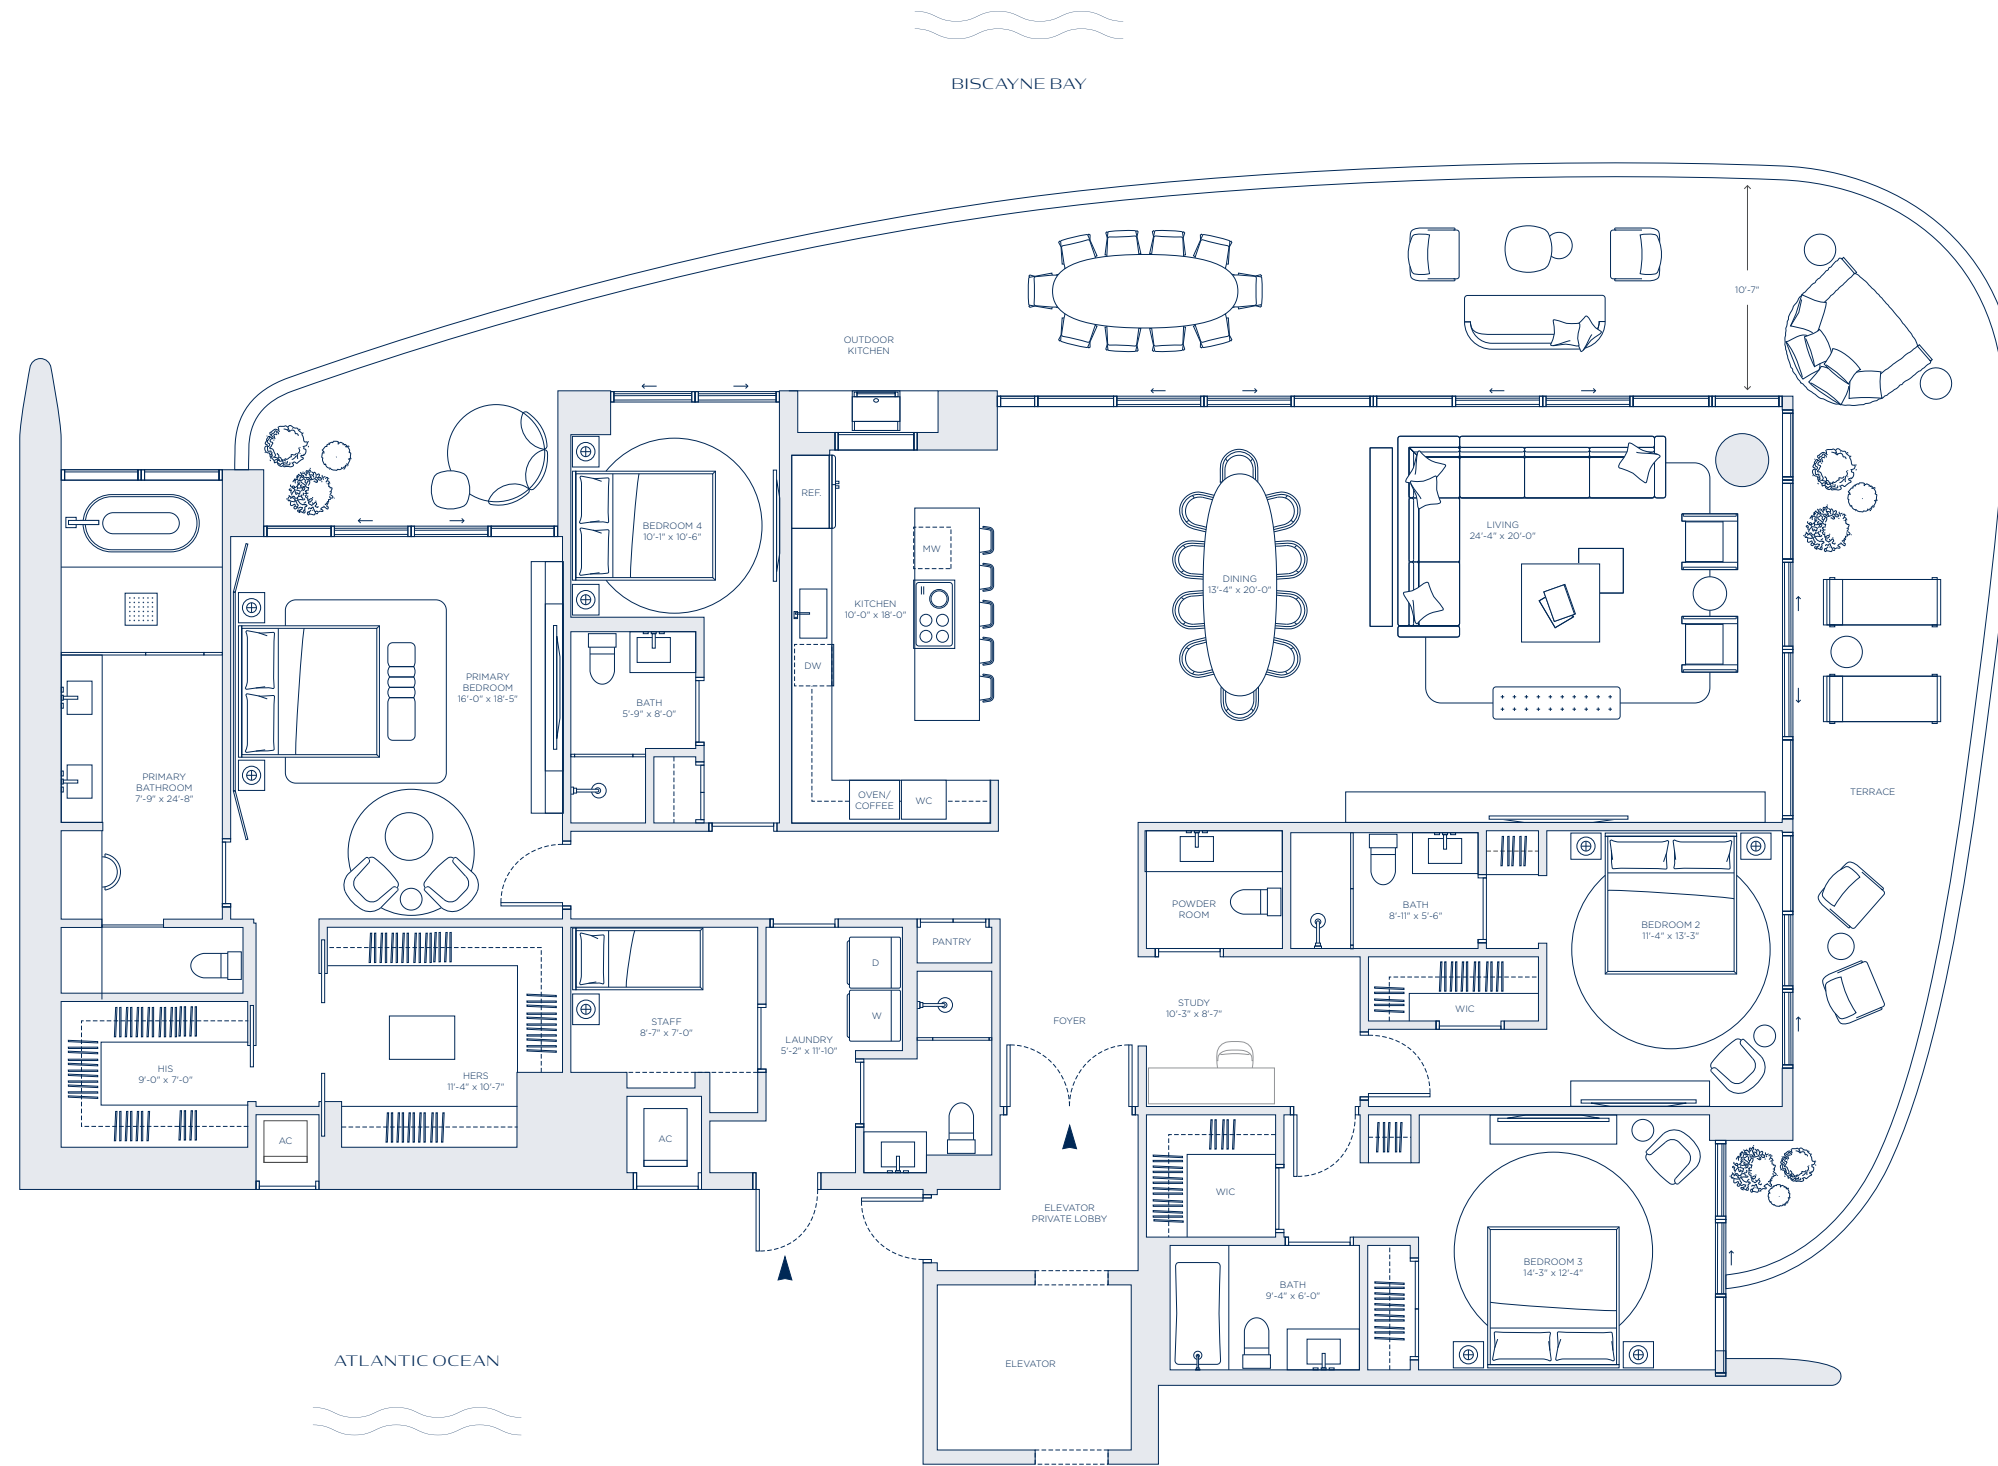 BISCAYNE BAY
10'-7"
OUTDOOR
KITCHEN
REF.
BEDROOM 4
10'-1" x 10'-6"
MW
LIVING
24'-4" x 20'-0"
DINING
13'-4" x 20'-0"
KITCHEN
10'-0" x 18'-0"
DW
PRIMARY
BEDROOM
16'-0" x 18'-5"
BATH
5'-9" x 8'-0"
PRIMARY
BATHROOM
7'-9" x 24'-8"
OVEN/
COFFEE
WC
TERRACE
POWDER
ROOM
BATH
8'-11" x 5'-6"
BEDROOM 2
11'-4" x 13'-3"
PANTRY
D
W
STUDY
10'-3" x 8'-7"
WIC
FOYER
STAFF
8'-7" x 7'-0"
LAUNDRY
5'-2" x 11'-10"
HIS
9'-0" x 7'-0"
HERS
11'-4" x 10'-7"
AC
AC
WIC
ELEVATOR
PRIVATE LOBBY
BEDROOM 3
14'-3" x 12'-4"
BATH
9'-4" x 6'-0"
ELEVATOR
ATLANTIC OCEAN